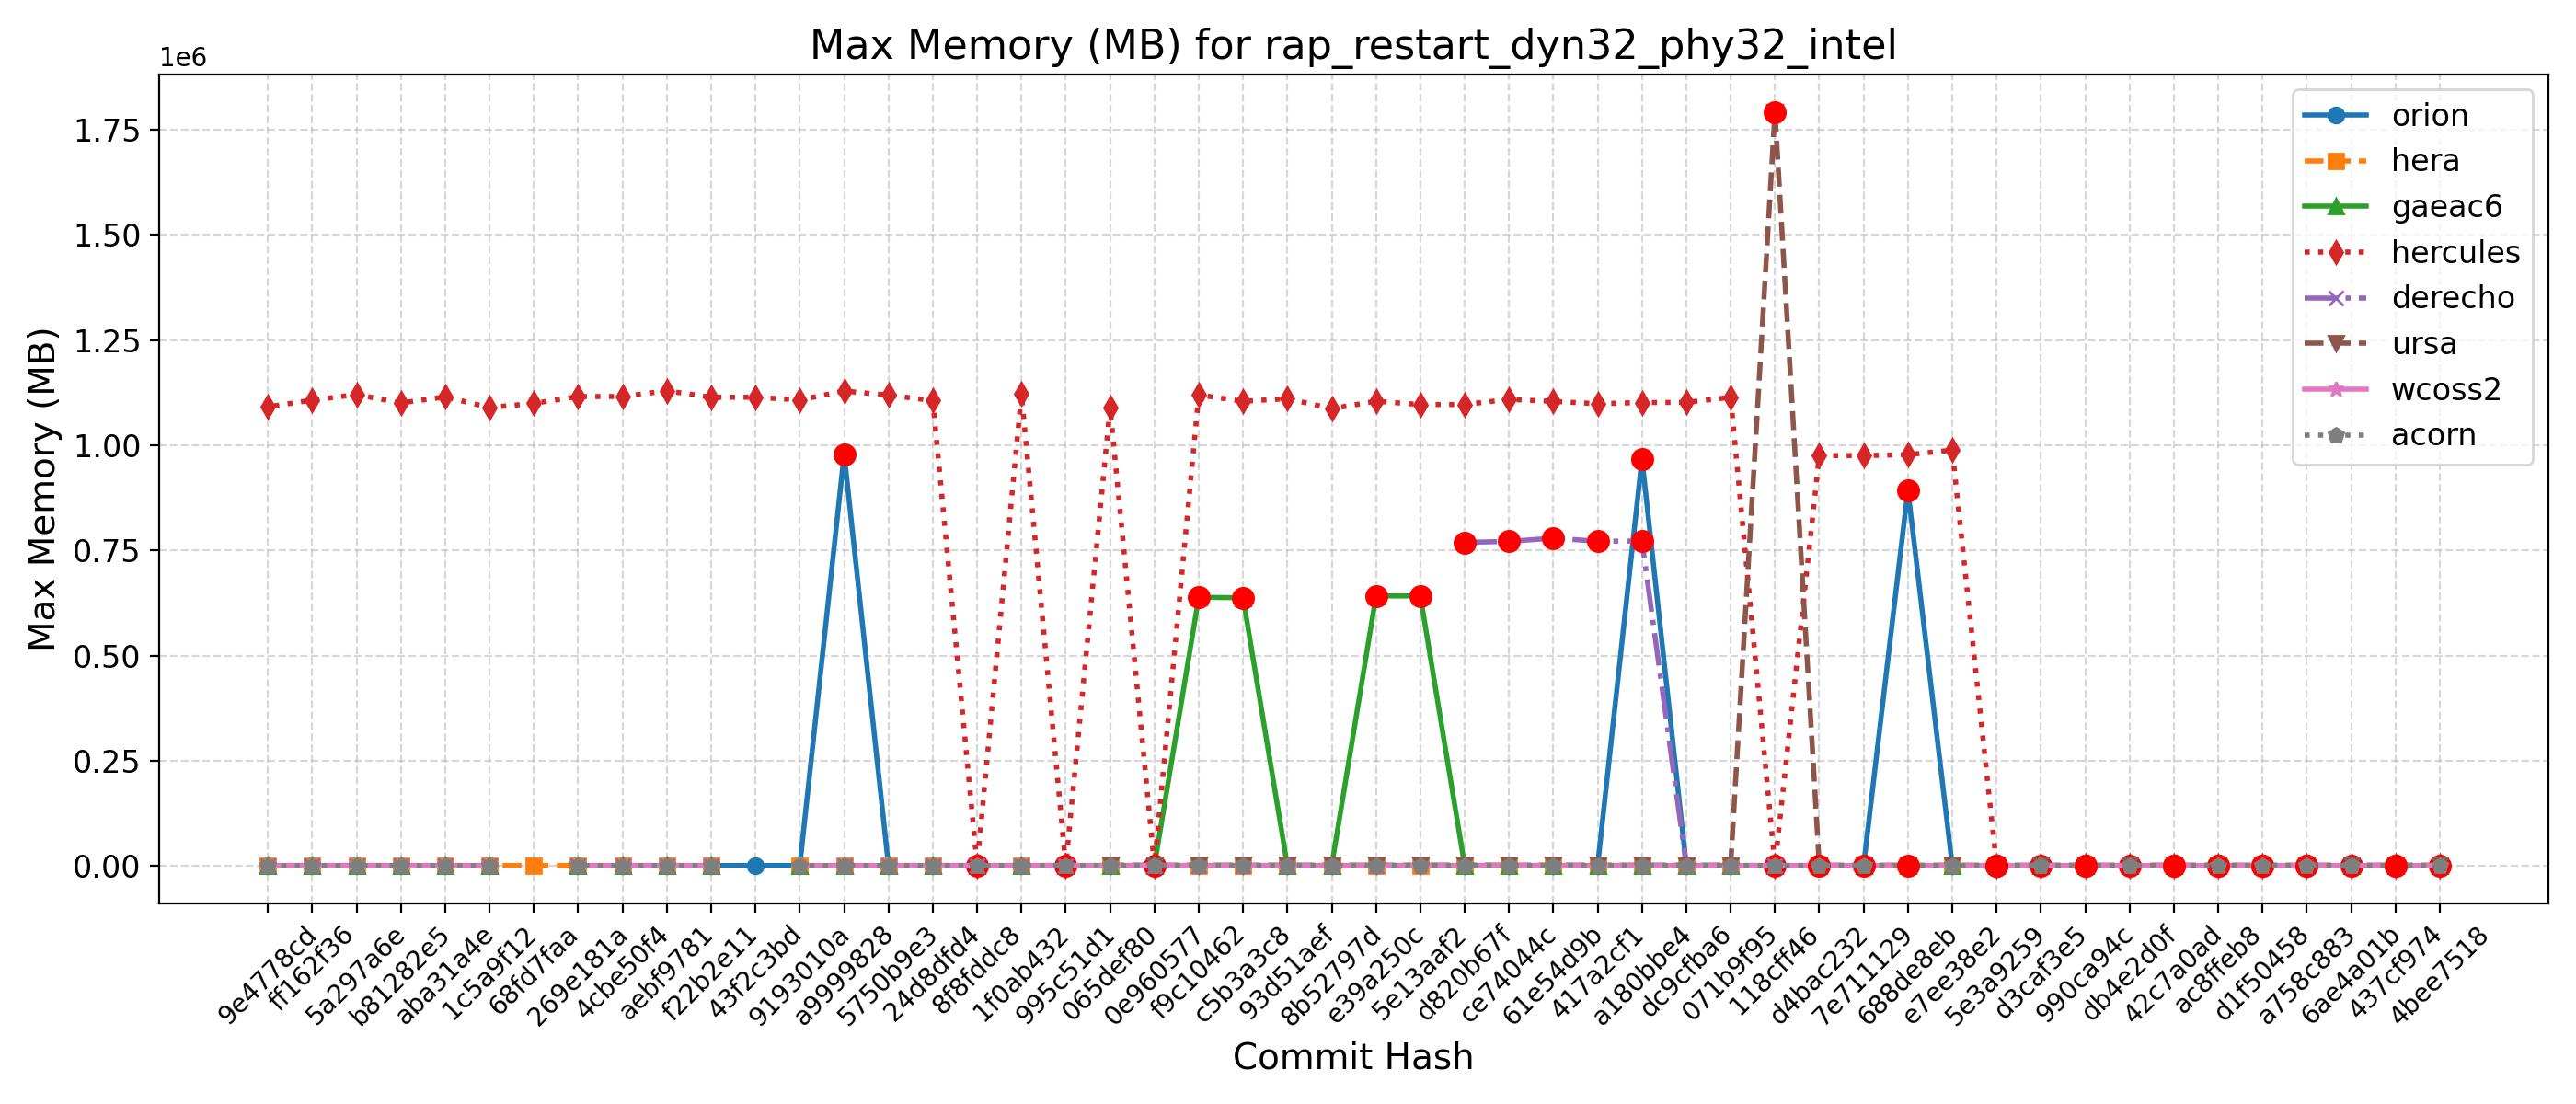 Max Memory (MB) for rap_restart_dyn32_phy32_intel
1e6
1.75
1.50
1.25
1.00
0.75
0.50
0.25
0.00
Max Memory (MB)
orion
hera
gaeac6
hercules
derecho
ursa
wcoss2
acorn
9e4778cd
ff162f36
5a297a6e
b81282e5
aba31a4e
1c5a9f12
68fd7faa
269e181a
4cbe50f4
aebf9781
f22b2e11
43f2c3bd
9193010a
a9999828
5750b9e3
24d8dfd4
8f8fddc8
1f0ab432
995c51d1
065def80
0e960577
f9c10462
c5b3a3c8
93d51aef
8b52797d
e39a250c
5e13aaf2
d820b67f
ce74044c
61e54d9b
417a2cf1
a180bbe4
dc9cfba6
071b9f95
118cff46
d4bac232
7e711129
688de8eb
e7ee38e2
5e3a9259
d3caf3e5
990ca94c
db4e2d0f
42c7a0ad
ac8ffeb8
d1f50458
a758c883
6ae4a01b
437cf974
4bee7518
Commit Hash